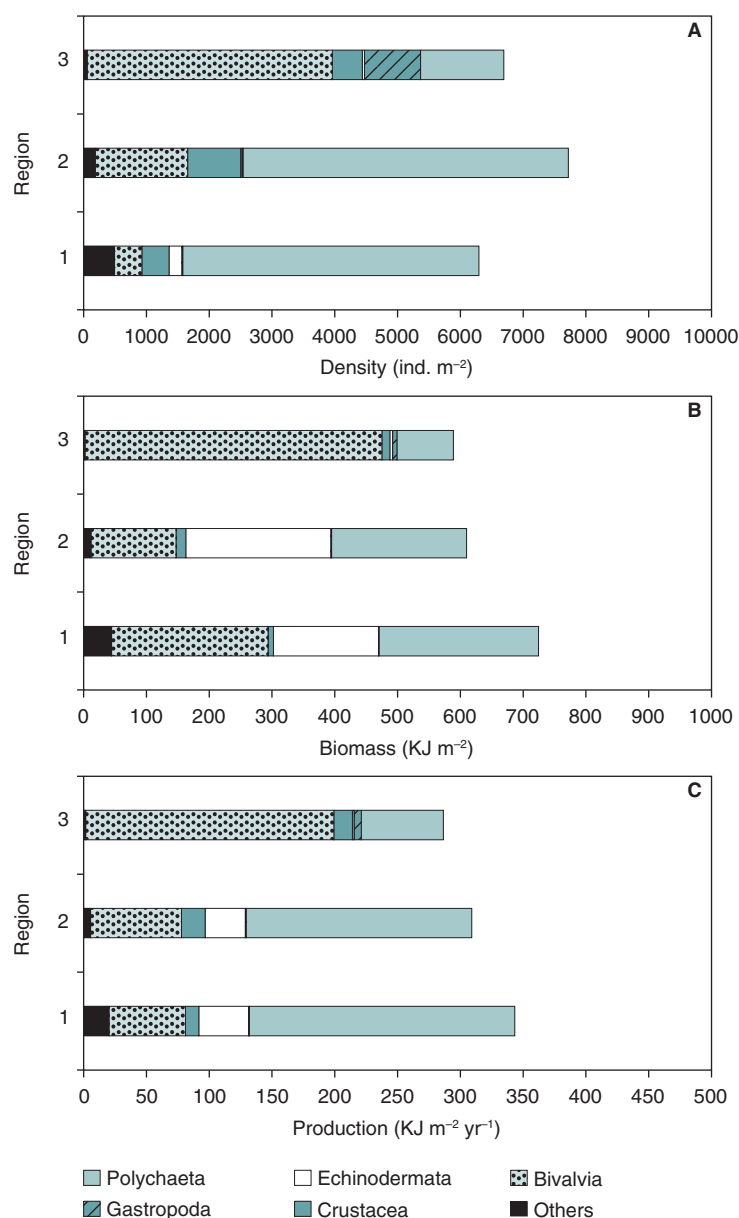 A
3
2
1
Region
0 1000 2000 3000 4000 5000 6000 7000 8000 9000 10000
Density (ind. m⁻²)
B
3
2
1
Region
0 100 200 300 400 500 600 700 800 900 1000
Biomass (KJ m⁻²)
C
3
2
1
Region
0 50 100 150 200 250 300 350 400 450 500
Production (KJ m⁻² yr⁻¹)
Polychaeta Echinodermata Bivalvia
Gastropoda Crustacea Others